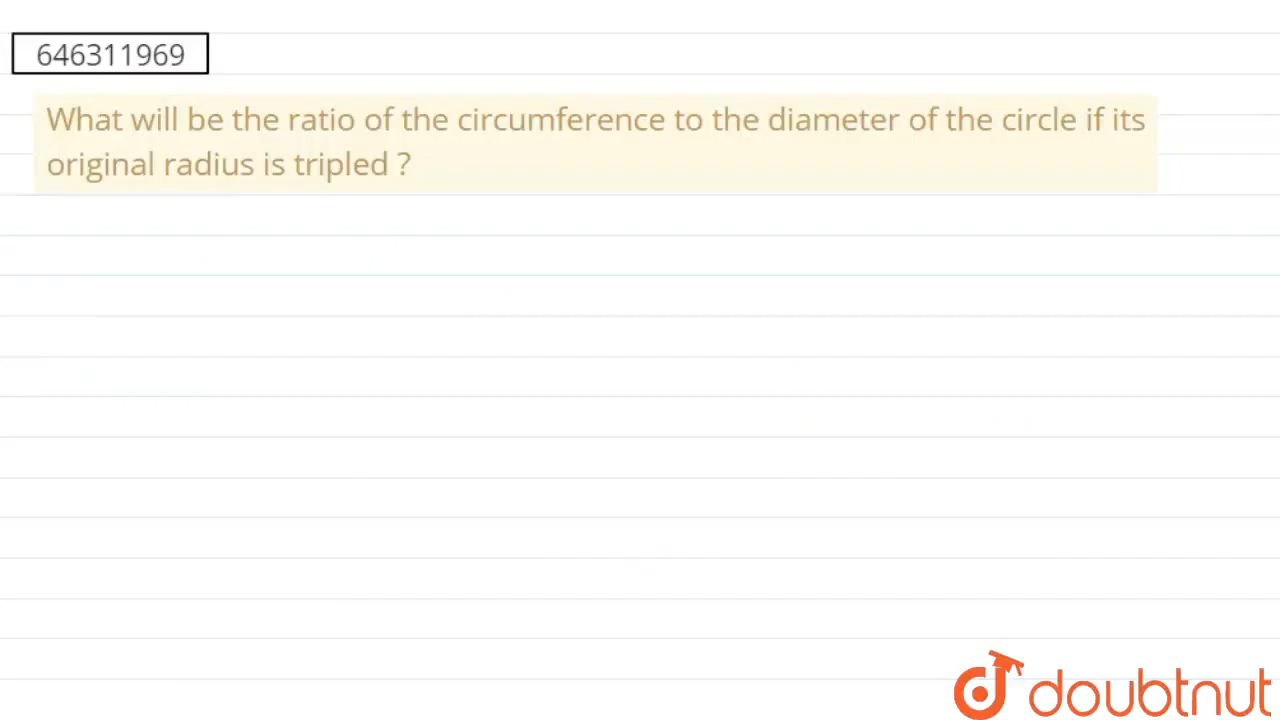 646311969
What will be the ratio of the circumference to the diameter of the circle if its
original radius is tripled ?
doubtnut